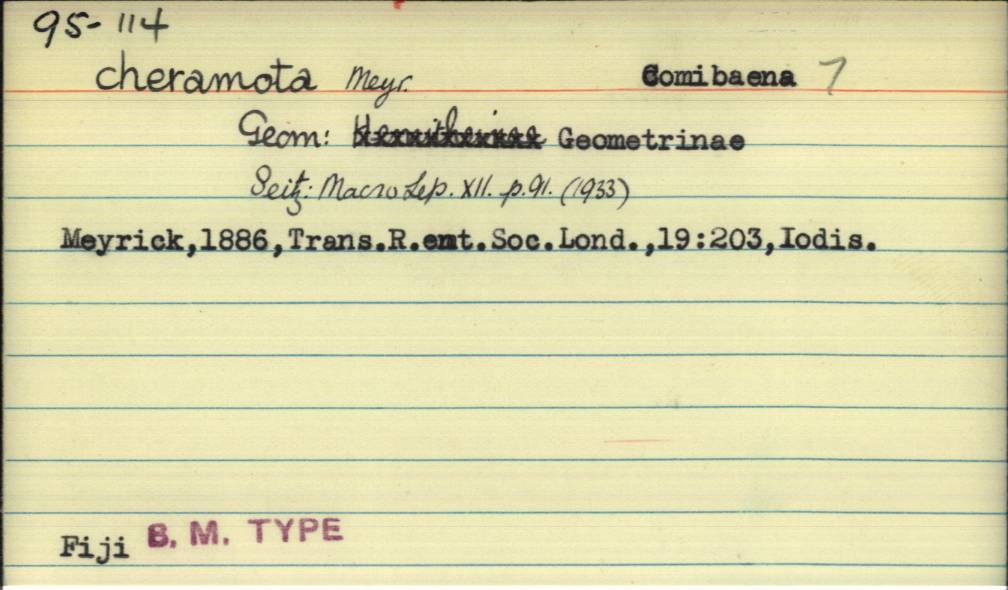 95-114
cheramota Meyr. Comibaena 7
Geom: Geometrinae
Seitz: Macro Lep. XII. p.91. (1933)
Meyrick,1886,Trans.R.ent.Soc.Lond.,19:203,Iodis.
Fiji B. M. TYPE